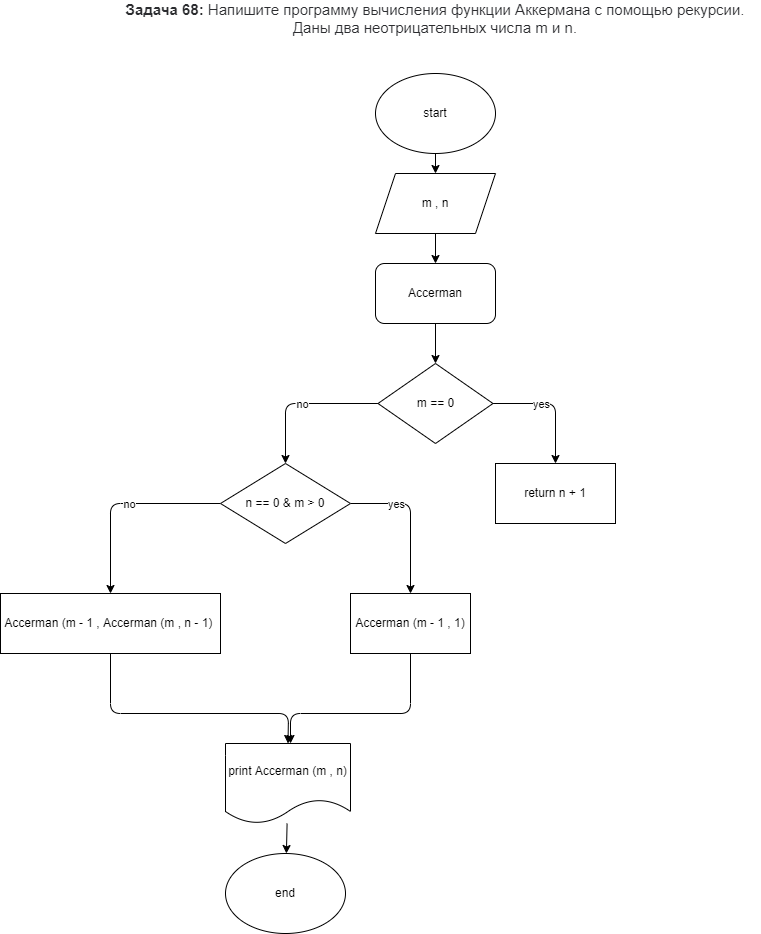 Задача 68: Напишите программу вычисления функции Аккермана с помощью рекурсии.
Даны два неотрицательных числа m и n.
start
m , n
Accerman
m == 0
no
yes
return n + 1
n == 0 & m > 0
no
yes
Accerman (m - 1 , Accerman (m , n - 1)
Accerman (m - 1 , 1)
print Accerman (m , n)
end